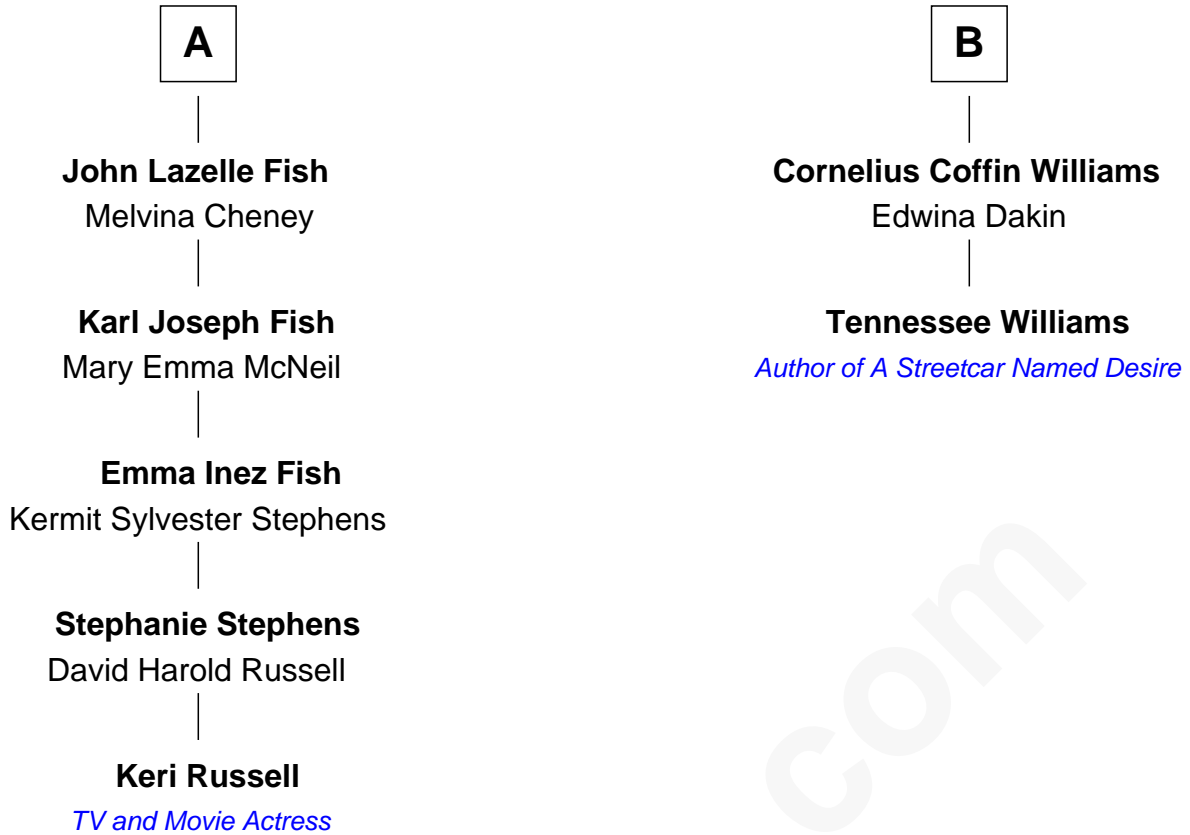 A
John Lazelle Fish
Melvina Cheney
Karl Joseph Fish
Mary Emma McNeil
Emma Inez Fish
Kermit Sylvester Stephens
Stephanie Stephens
David Harold Russell
Keri Russell
TV and Movie Actress
B
Cornelius Coffin Williams
Edwina Dakin
Tennessee Williams
Author of A Streetcar Named Desire
com